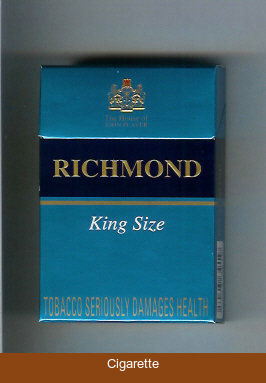 The House of
JOHN PLAYER
RICHMOND
King Size
TOBACCO SERIOUSLY DAMAGES HEALTH
Cigarette